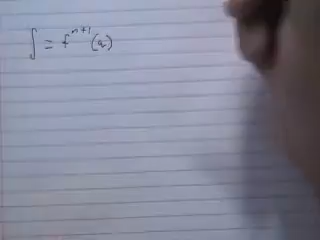 ∫ = f^{n+1}(a)